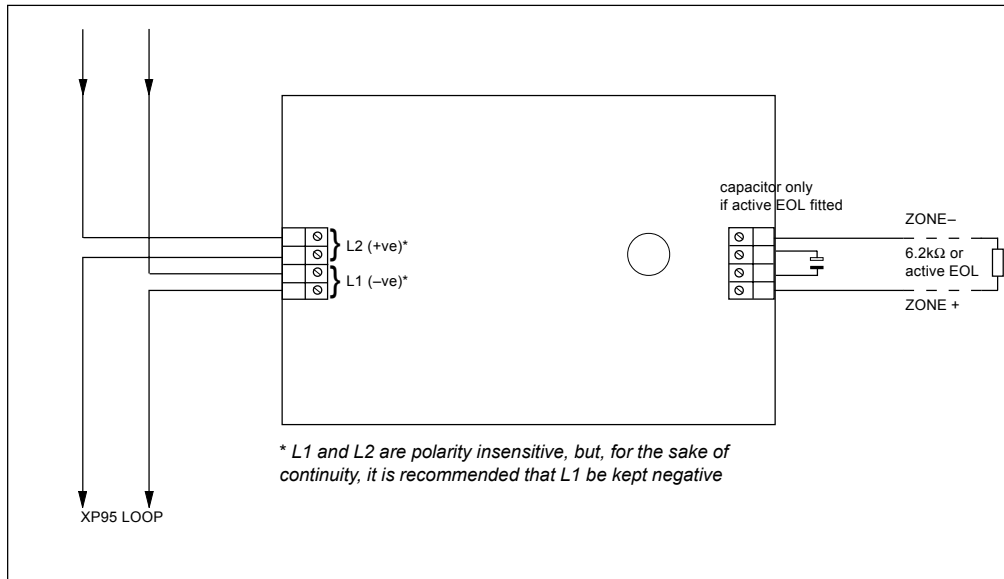 capacitor only
if active EOL fitted
ZONE–
L2 (+ve)*
6.2kΩ or
active EOL
L1 (–ve)*
ZONE +
* L1 and L2 are polarity insensitive, but, for the sake of
continuity, it is recommended that L1 be kept negative
XP95 LOOP